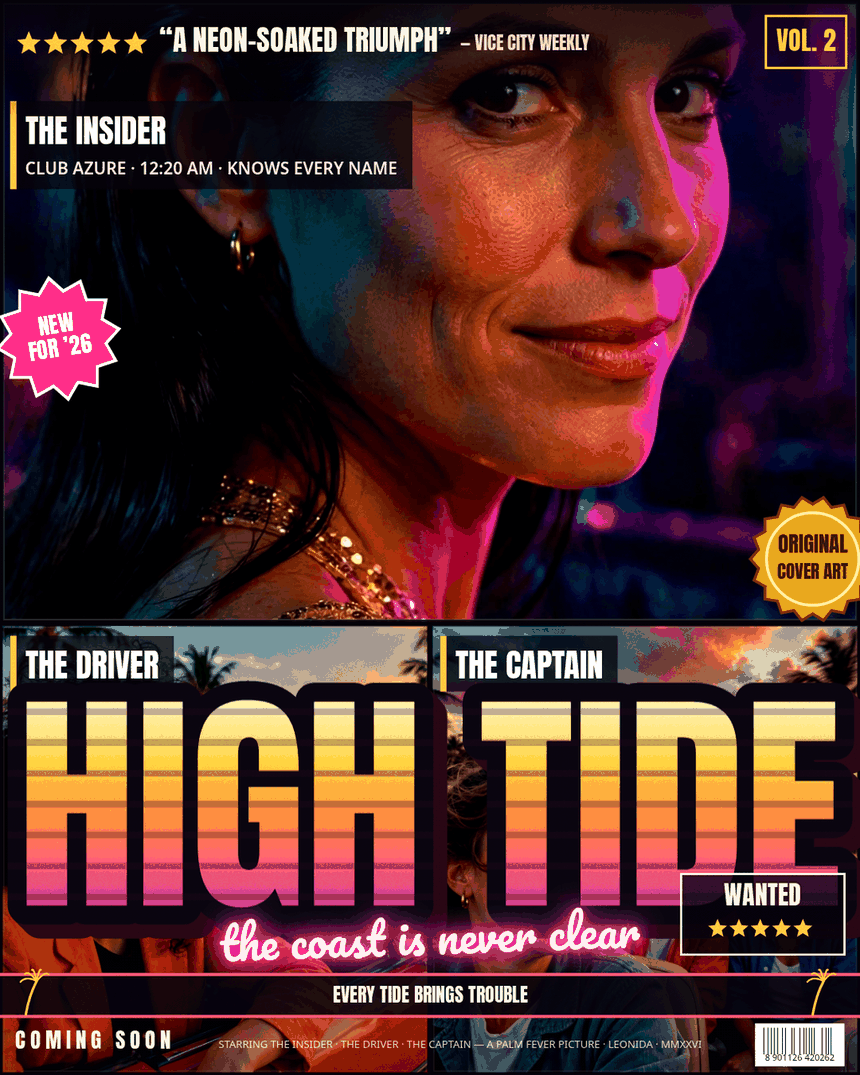 “A NEON-SOAKED TRIUMPH” – VICE CITY WEEKLY
VOL. 2
THE INSIDER
CLUB AZURE · 12:20 AM · KNOWS EVERY NAME
NEW
FOR ’26
ORIGINAL
COVER ART
THE DRIVER
THE CAPTAIN
HIGH TIDE
WANTED
the coast is never clear
EVERY TIDE BRINGS TROUBLE
COMING SOON
STARRING THE INSIDER · THE DRIVER · THE CAPTAIN — A PALM FEVER PICTURE · LEONIDA · MMXXVI
8 901126 420262